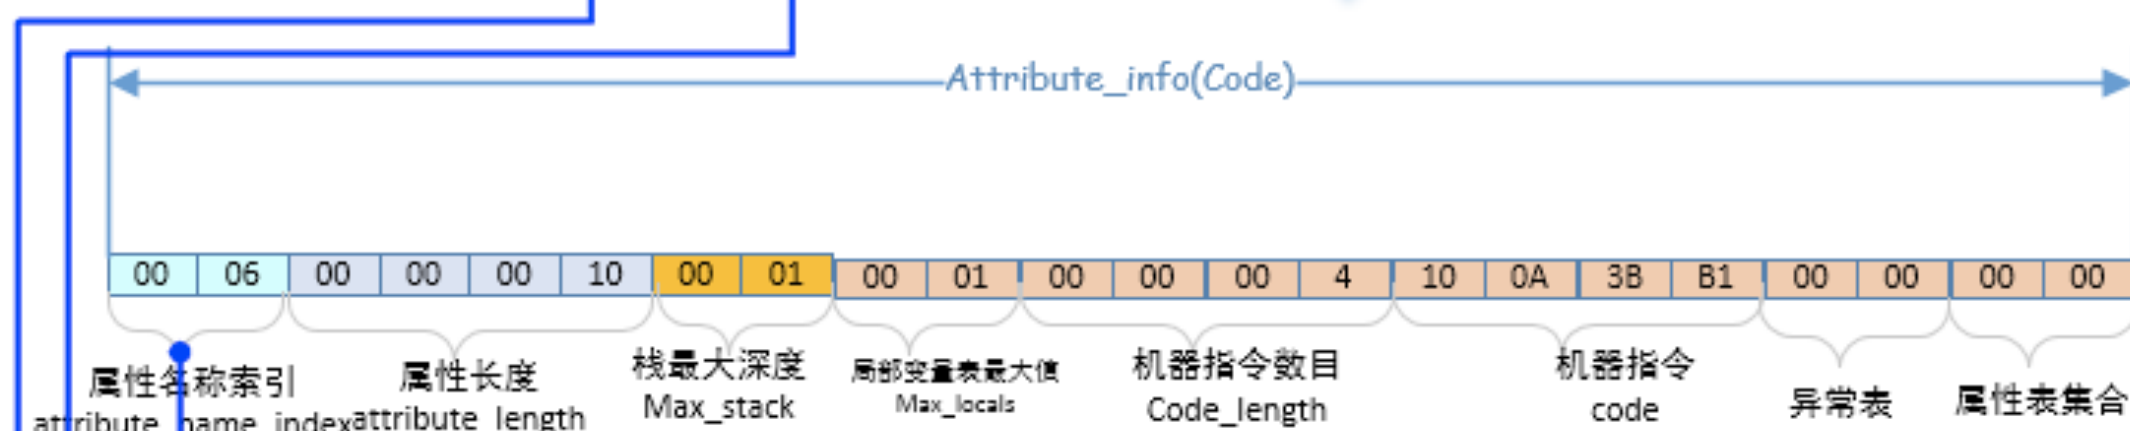 Attribute_info(Code)
00 06 00 00 00 10 00 01 00 01 00 00 00 4 10 0A 3B B1 00 00 00 00
属性名称索引
attribute_name_index
属性长度
attribute_length
栈最大深度
Max_stack
局部变量表最大值
Max_locals
机器指令数目
Code_length
机器指令
code
异常表
属性表集合